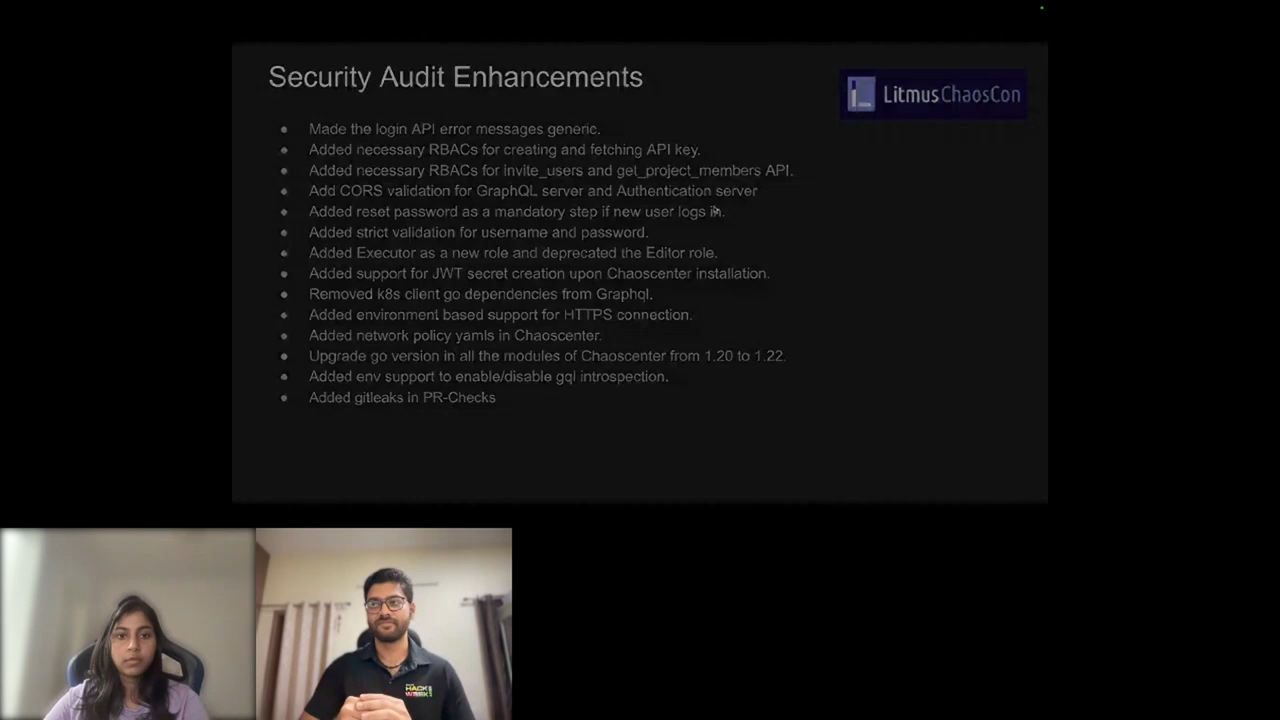 Security Audit Enhancements
LitmusChaosCon
● Made the login API error messages generic.
● Added necessary RBACs for creating and fetching API key.
● Added necessary RBACs for invite_users and get_project_members API.
● Add CORS validation for GraphQL server and Authentication server
● Added reset password as a mandatory step if new user logs in.
● Added strict validation for username and password.
● Added Executor as a new role and deprecated the Editor role.
● Added support for JWT secret creation upon Chaoscenter installation.
● Removed k8s client go dependencies from Graphql.
● Added environment based support for HTTPS connection.
● Added network policy yamls in Chaoscenter.
● Upgrade go version in all the modules of Chaoscenter from 1.20 to 1.22.
● Added env support to enable/disable gql introspection.
● Added gitleaks in PR-Checks
HACK
WEEK